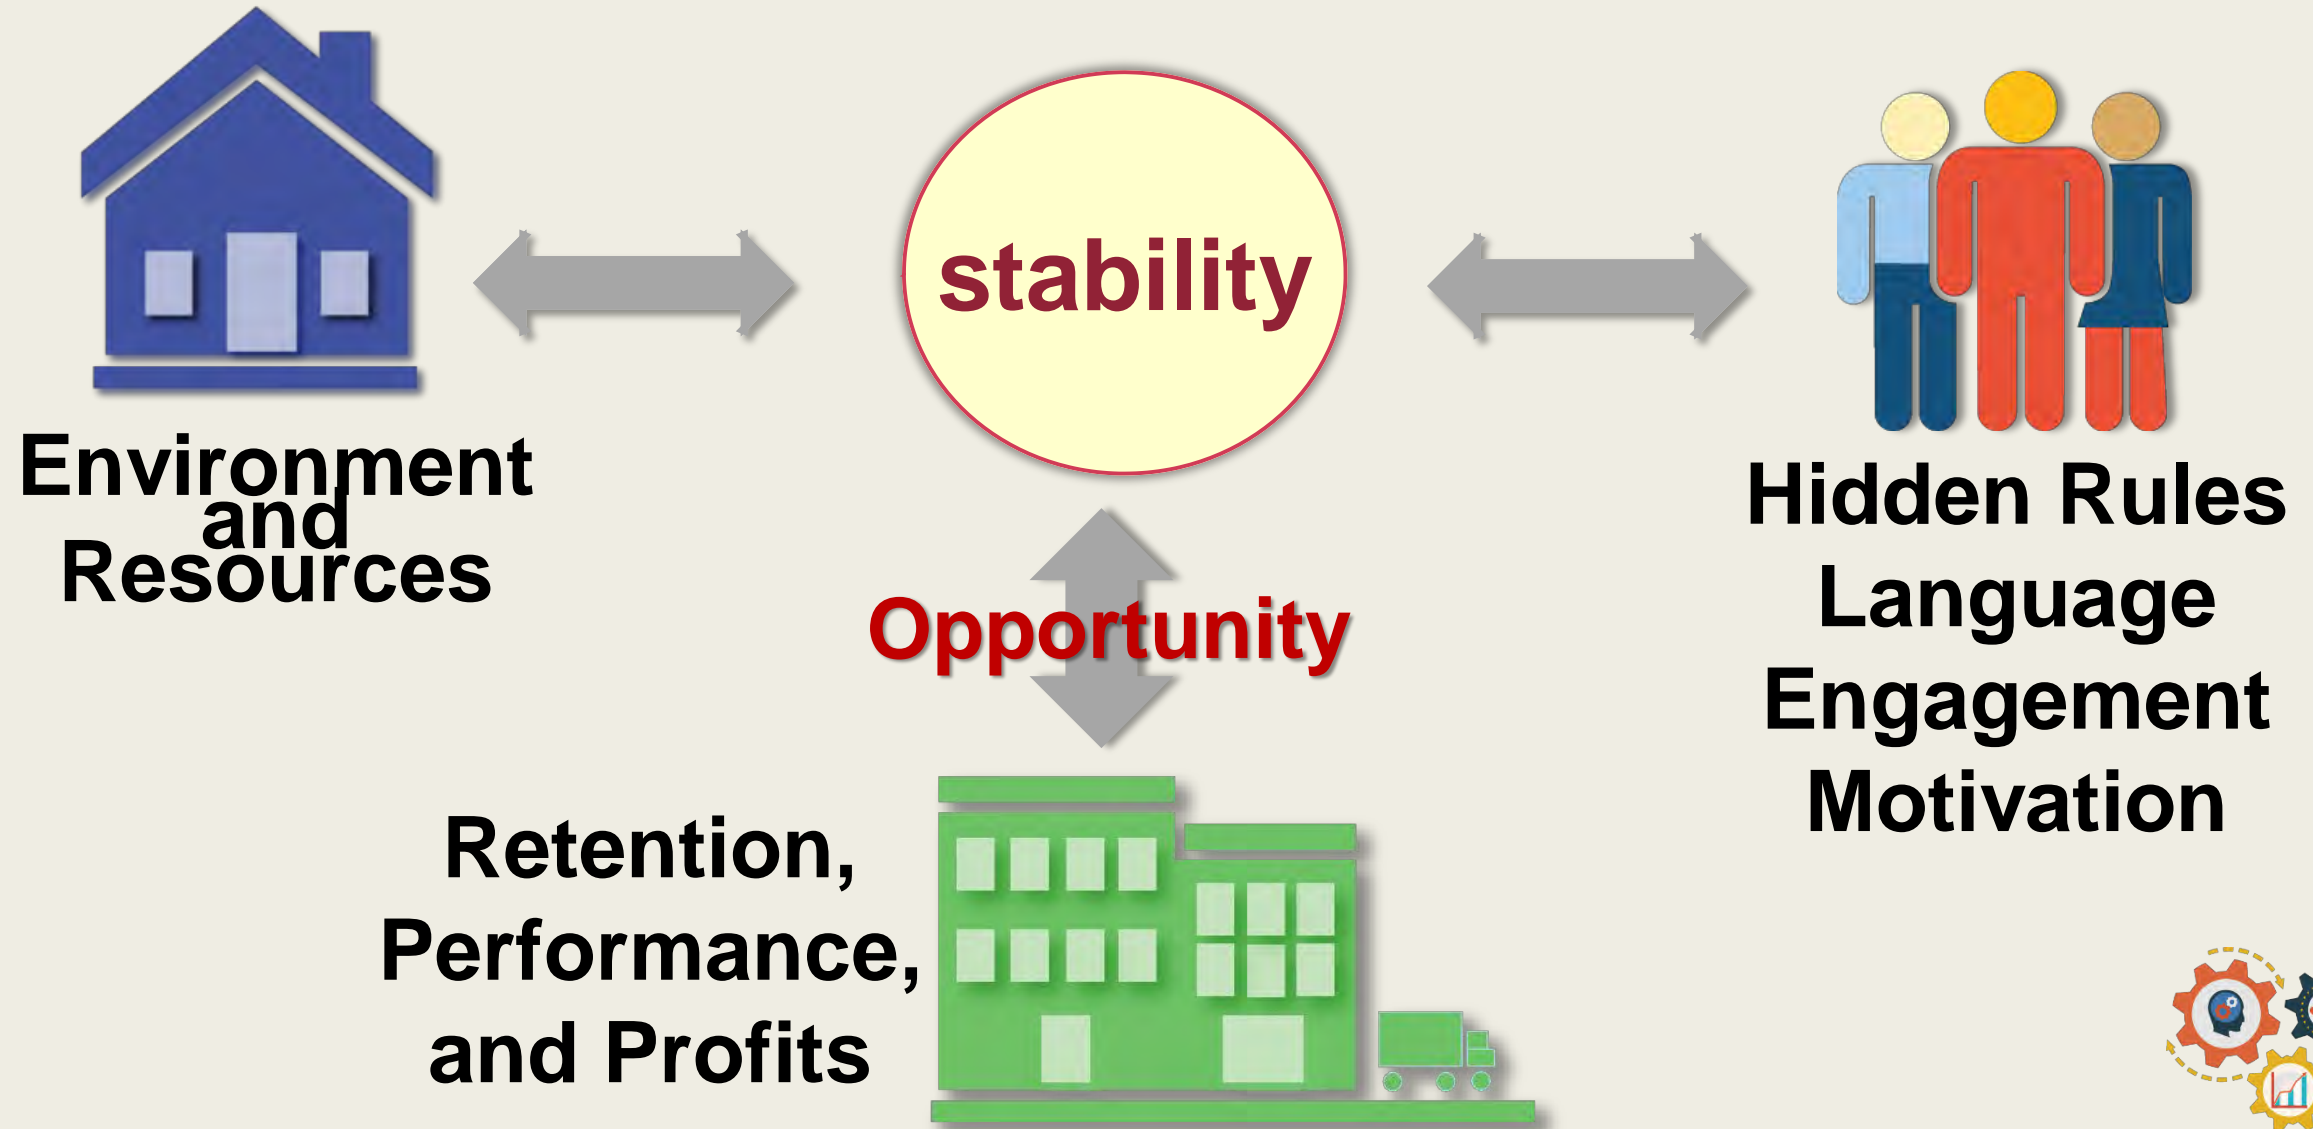 stability
Environment
and
Resources
Hidden Rules
Language
Engagement
Motivation
Opportunity
Retention,
Performance,
and Profits